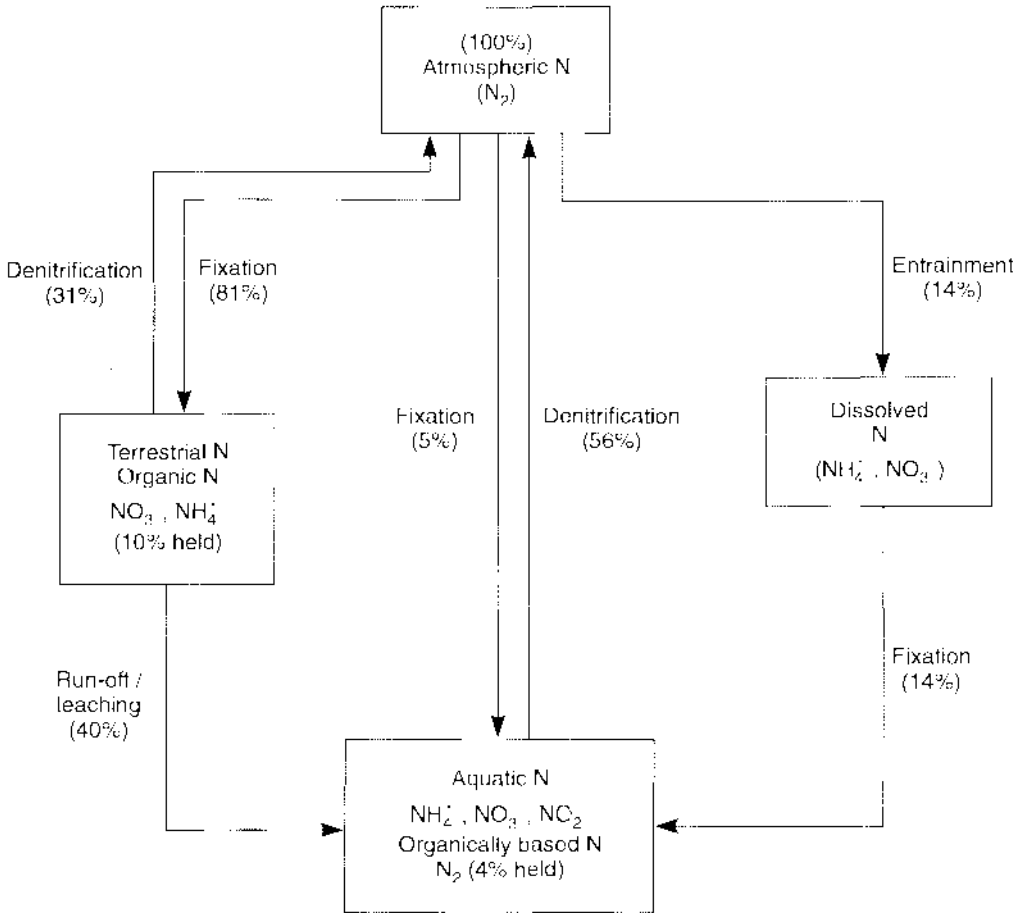 (100%)
Atmospheric N
(N₂)
Denitrification
(31%)
Fixation
(81%)
Entrainment
(14%)
Fixation
(5%)
Denitrification
(56%)
Dissolved
N
(NH₄⁺, NO₃⁻)
Terrestrial N
Organic N
NO₃⁻, NH₄⁺
(10% held)
Run-off /
leaching
(40%)
Fixation
(14%)
Aquatic N
NH₄⁺, NO₃⁻, NO₂⁻
Organically based N
N₂ (4% held)